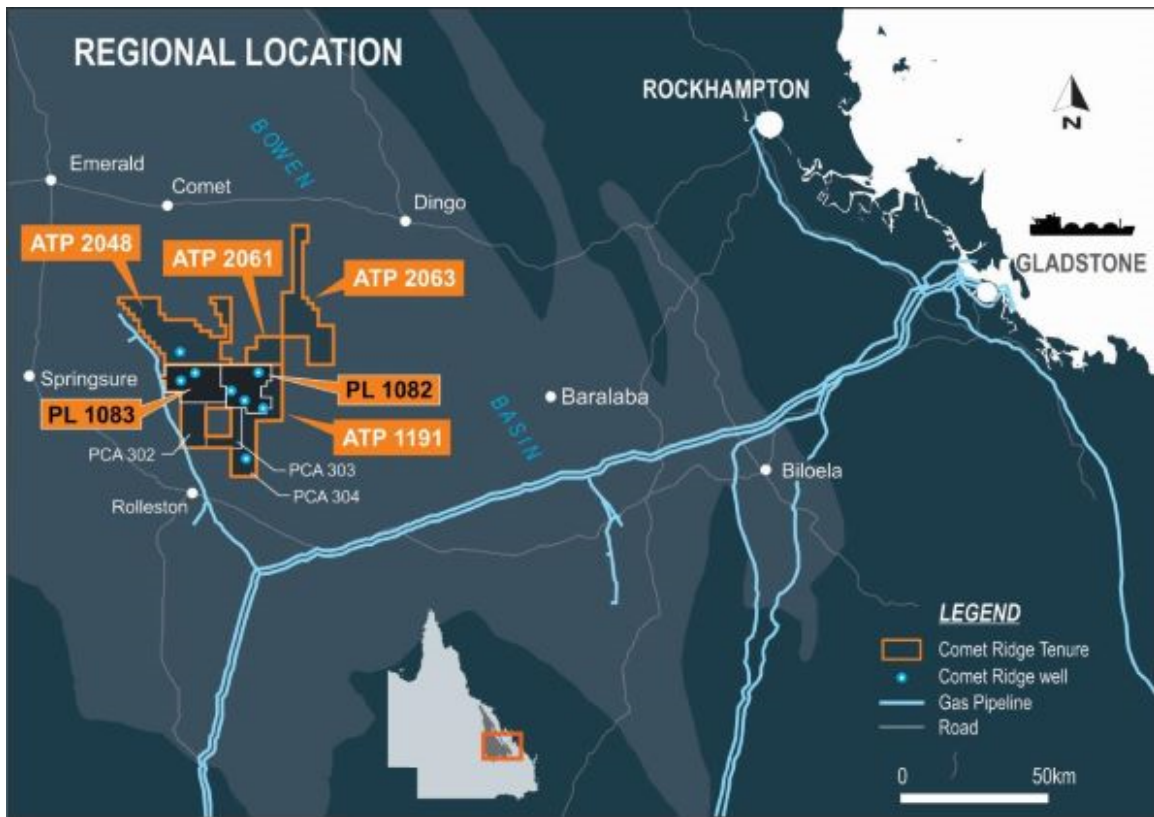 REGIONAL LOCATION
ROCKHAMPTON
N
BOWEN
Emerald
Comet
Dingo
ATP 2048
ATP 2061
ATP 2063
GLADSTONE
Springsure
PL 1082
PL 1083
Baralaba
BASIN
ATP 1191
PCA 302
PCA 303
Biloela
PCA 304
Rolleston
LEGEND
Comet Ridge Tenure
Comet Ridge well
Gas Pipeline
Road
0 50km